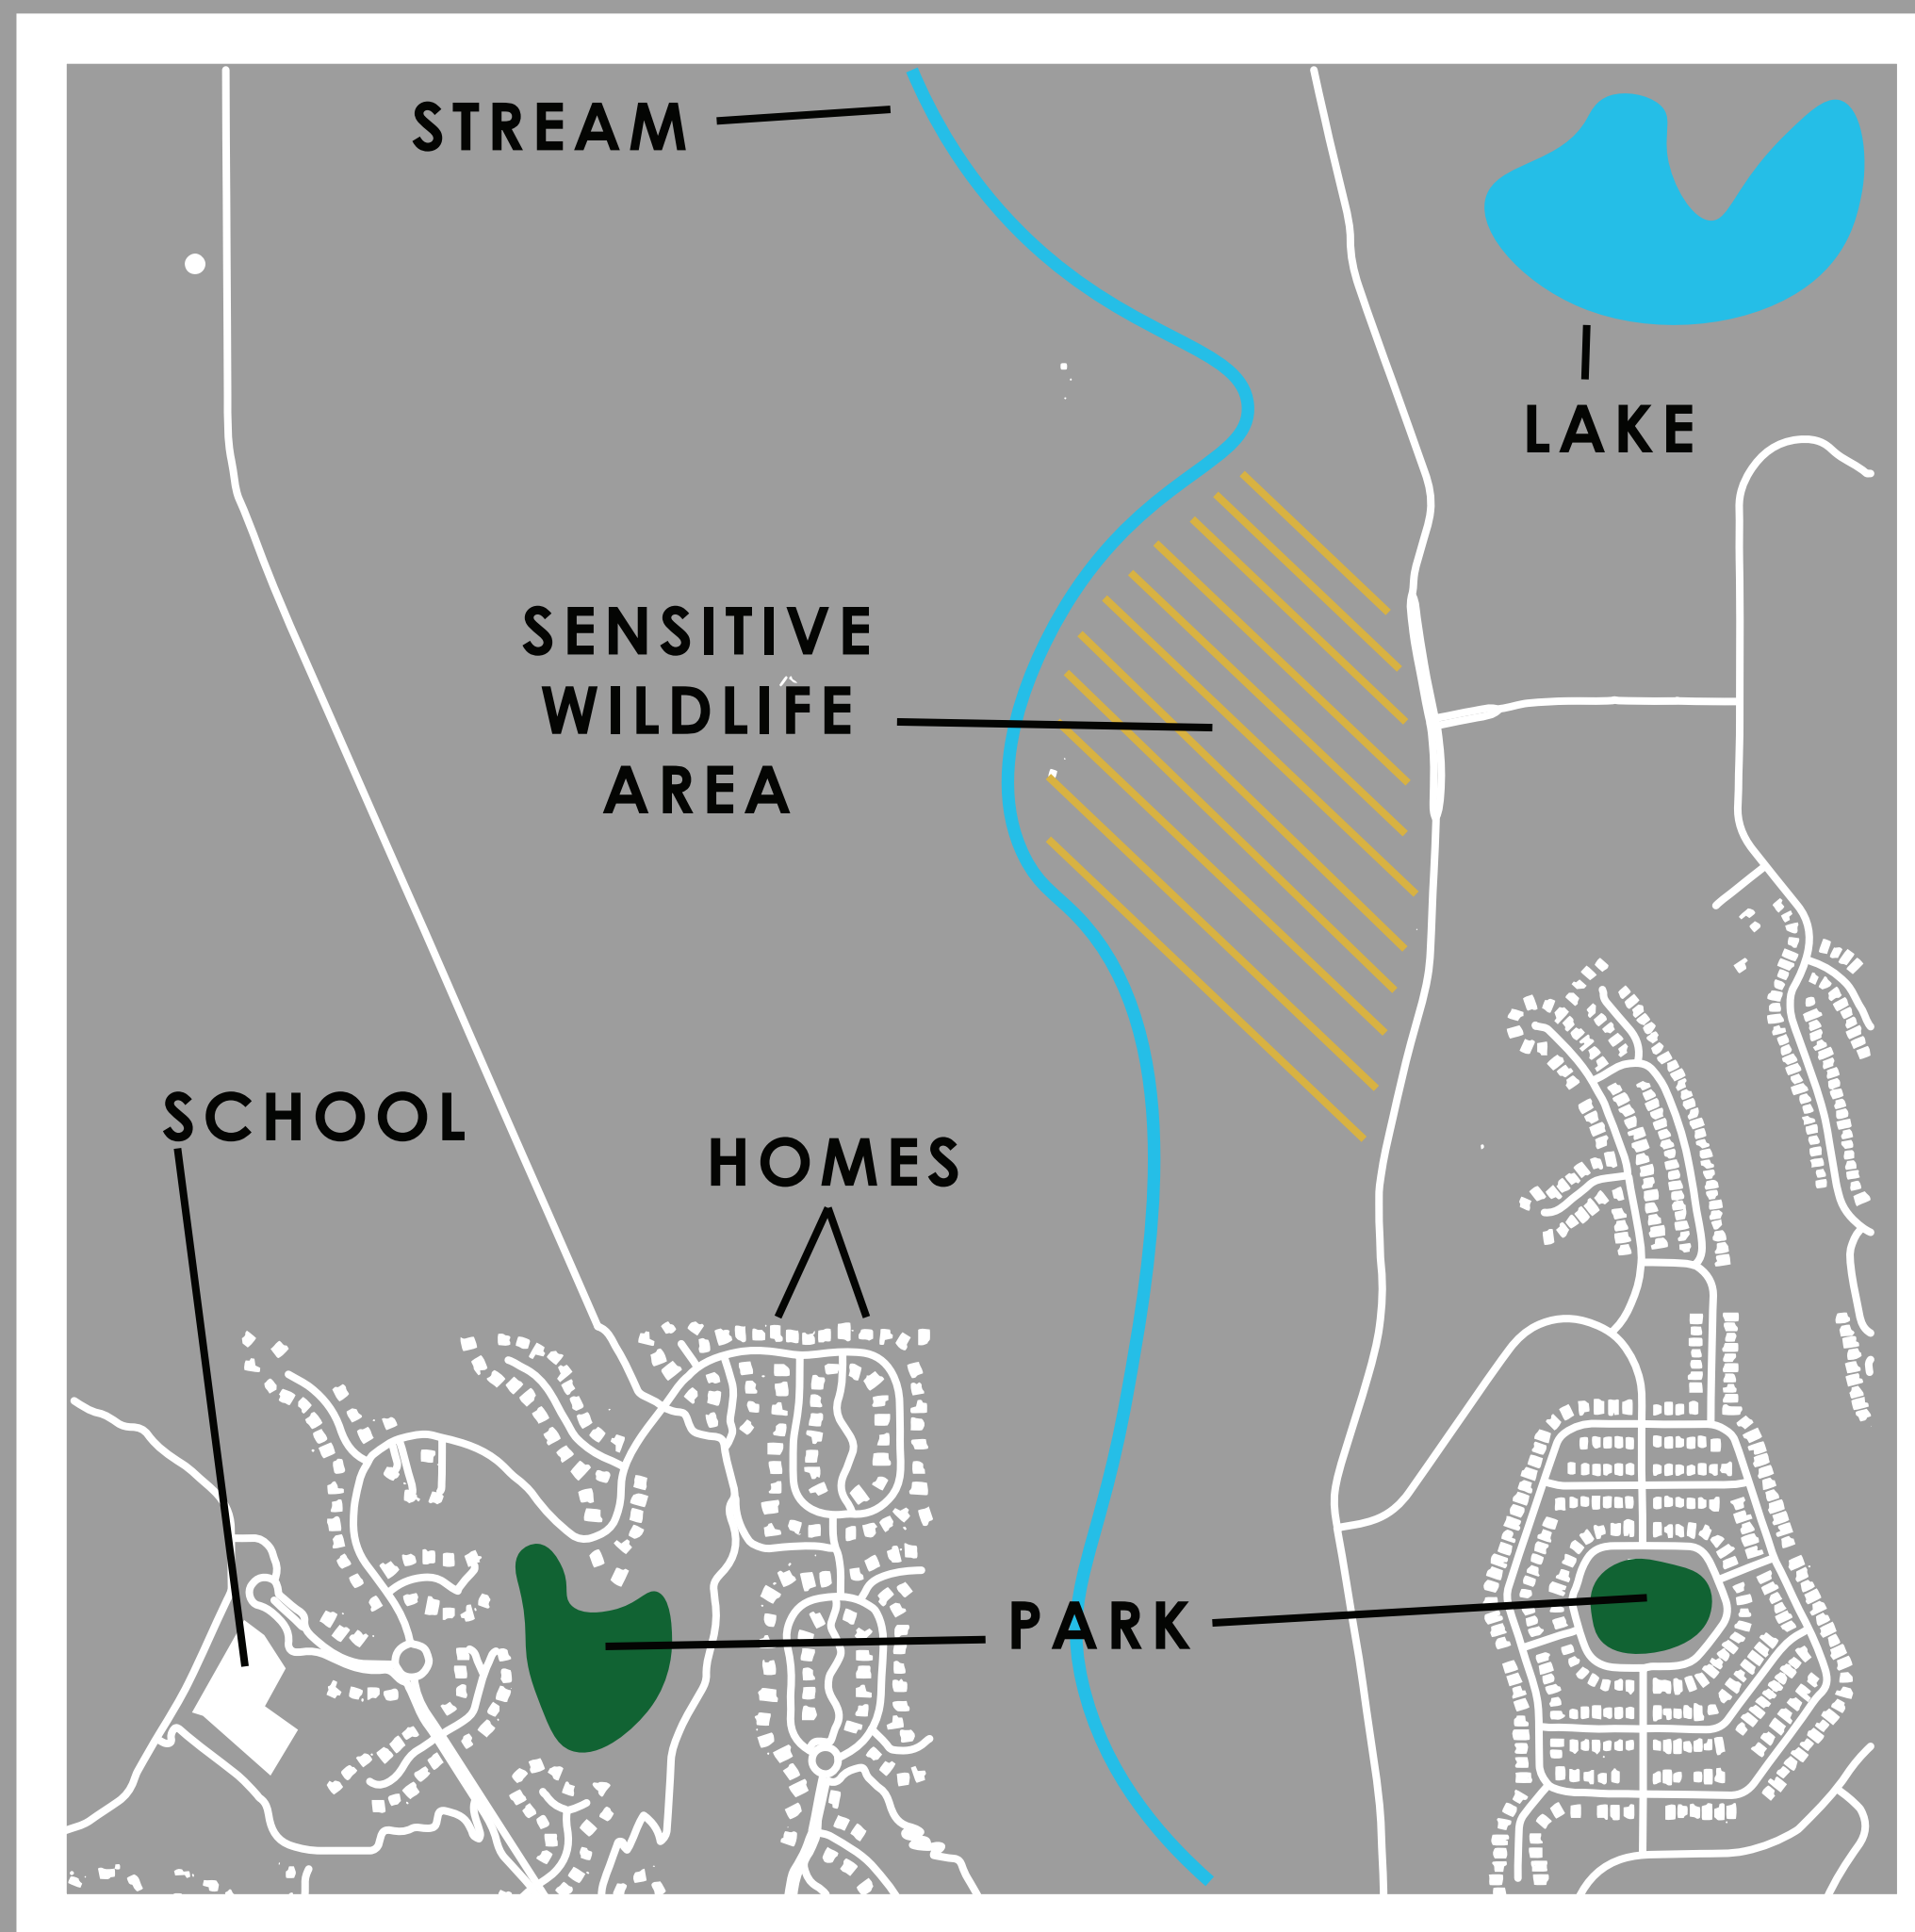 STREAM
LAKE
SENSITIVE
WILDLIFE
AREA
SCHOOL
HOMES
PARK